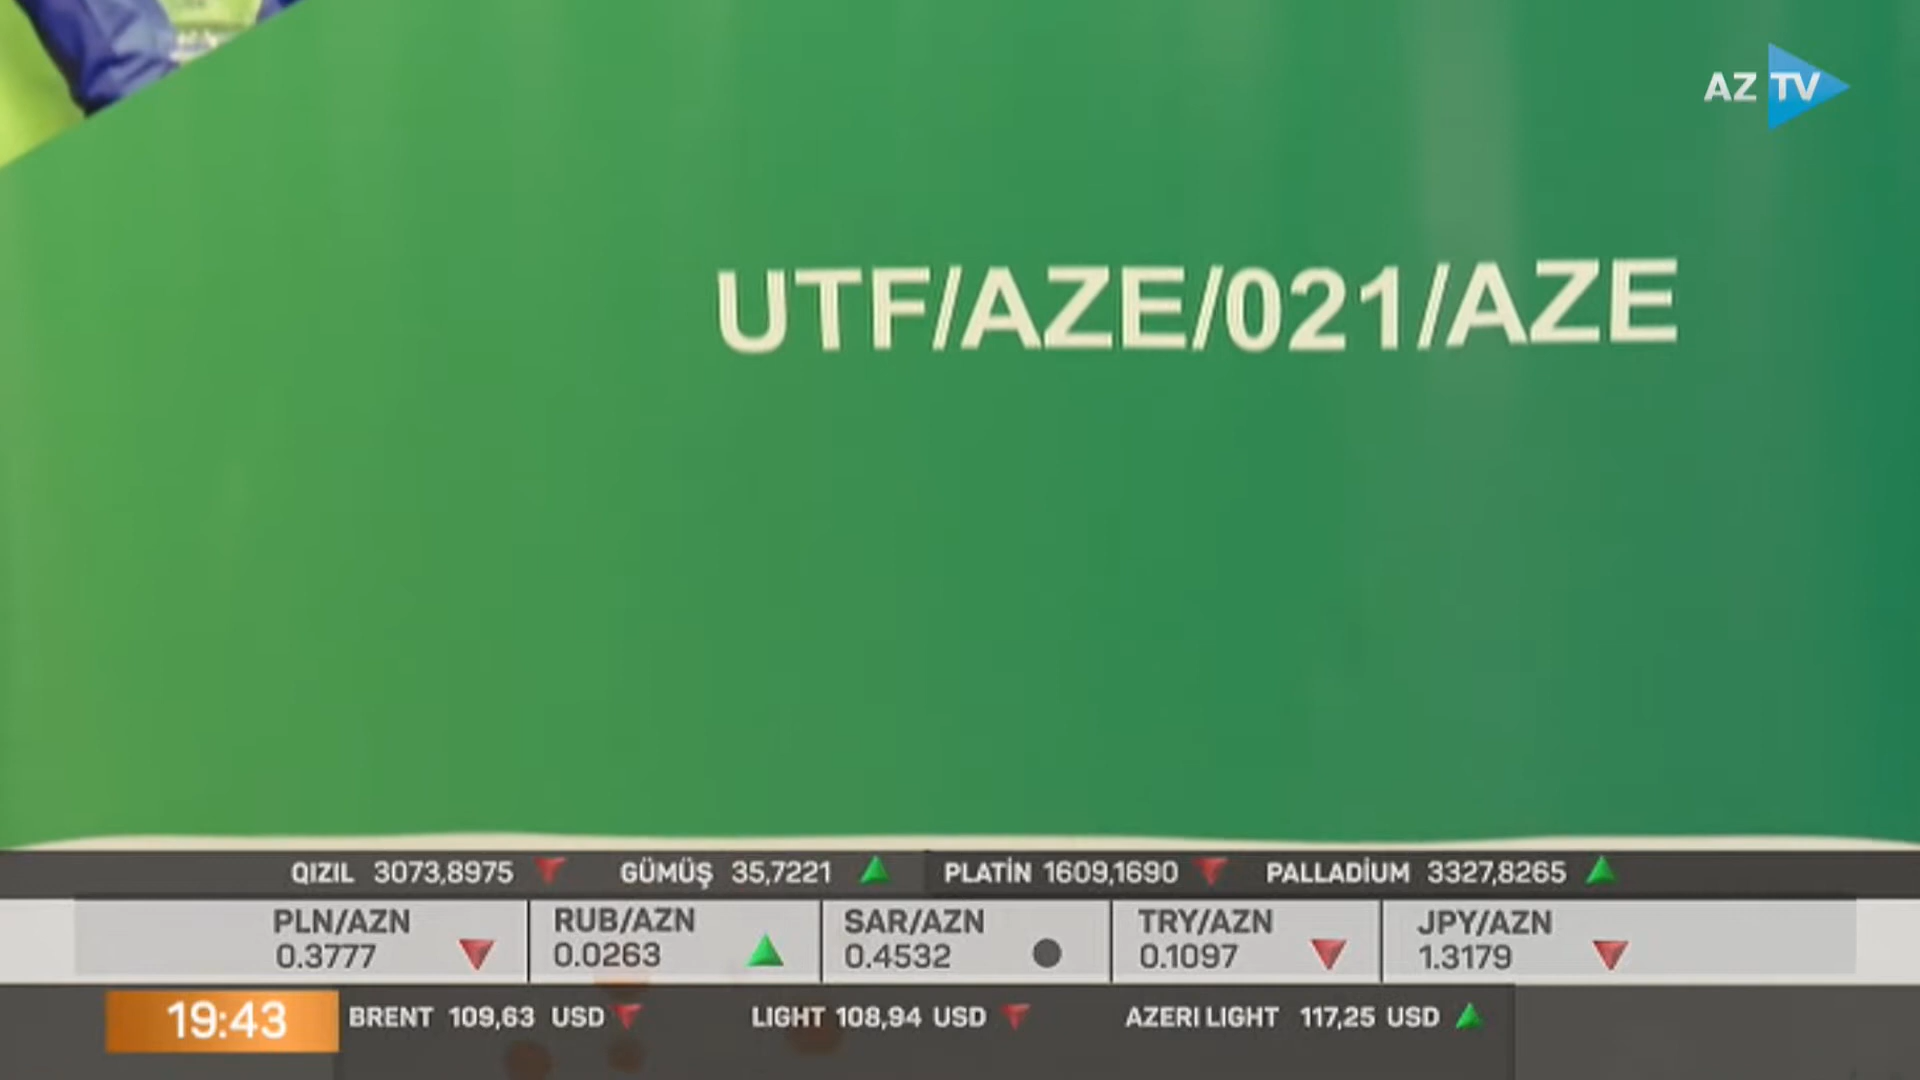 AZ TV
UTF/AZE/021/AZE
QIZIL 3073,8975 GÜMÜŞ 35,7221 PLATİN 1609,1690 PALLADİUM 3327,8265
PLN/AZN RUB/AZN SAR/AZN TRY/AZN JPY/AZN
0.3777 0.0263 0.4532 0.1097 1.3179
19:43 BRENT 109,63 USD LIGHT 108,94 USD AZERI LIGHT 117,25 USD